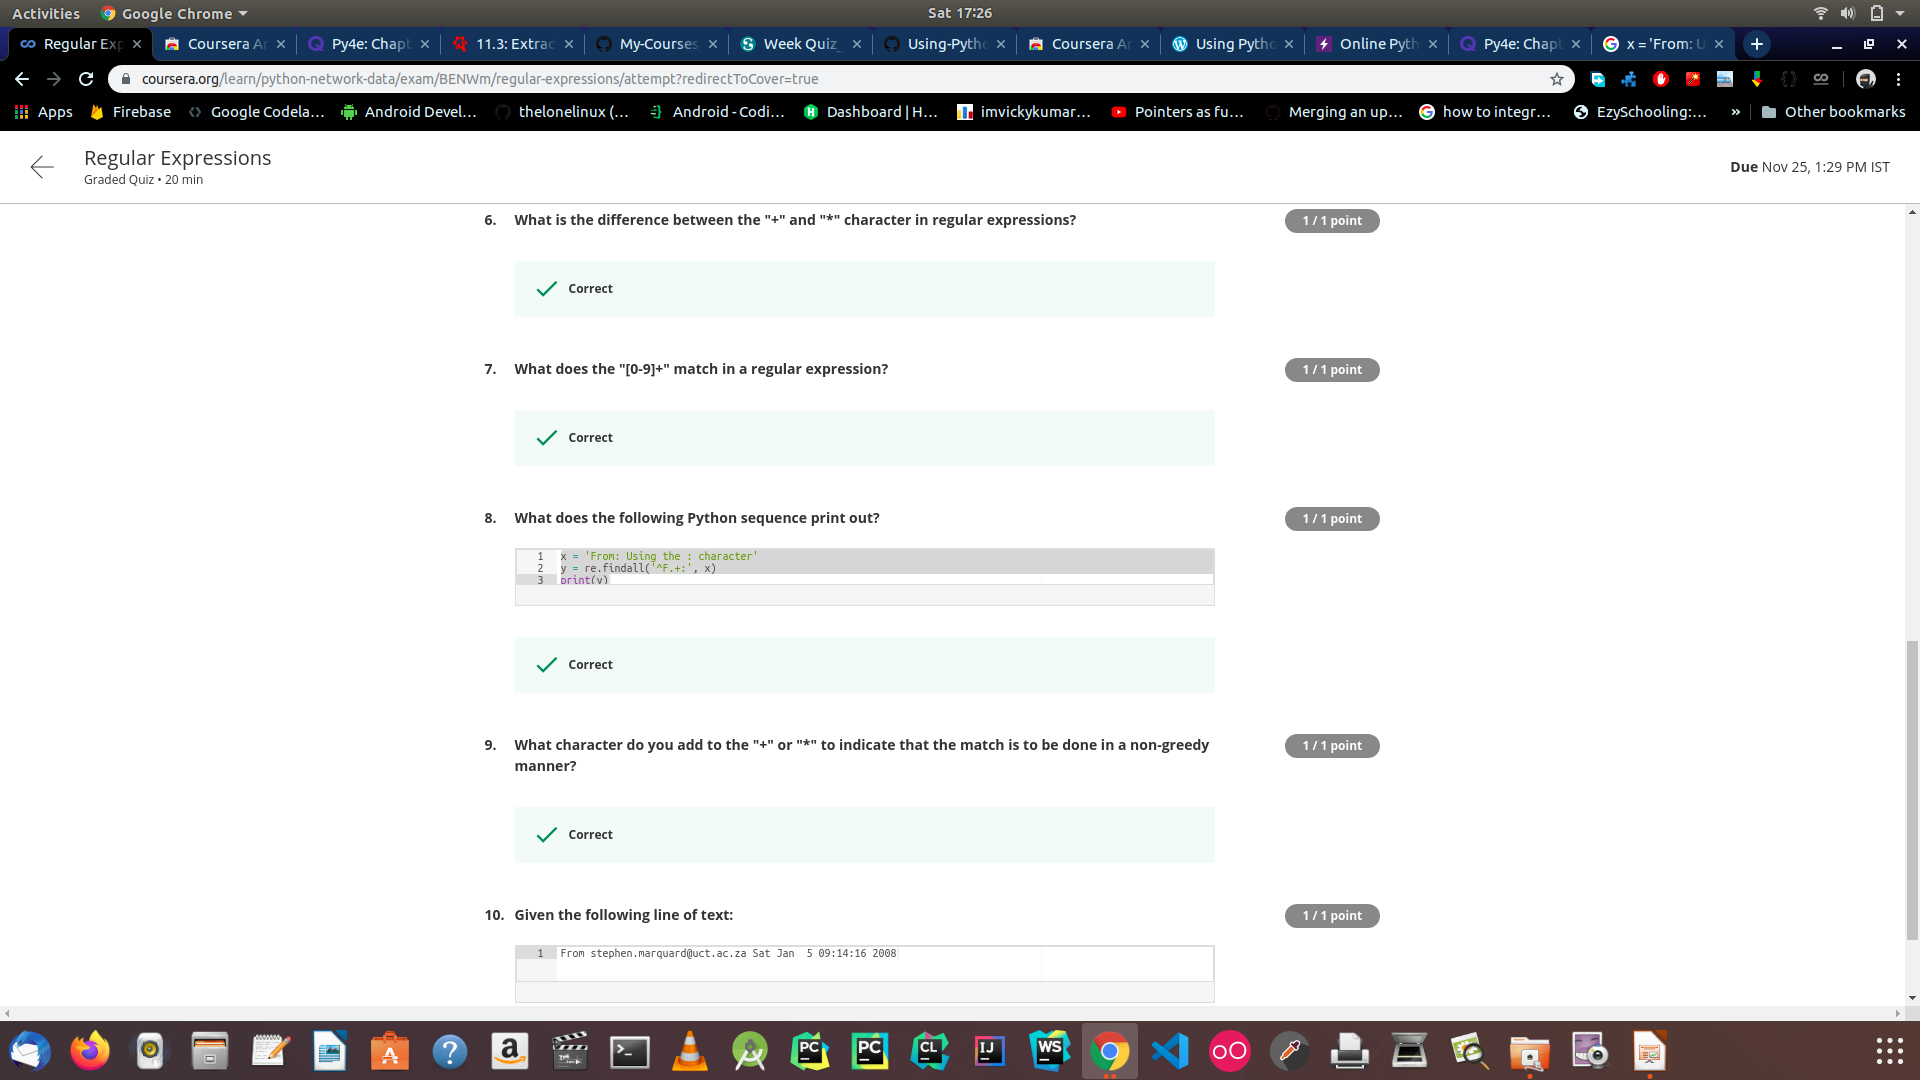 Activities
Google Chrome
Sat 17:26
Regular Exp
Coursera Ar
Py4e: Chapt
11.3: Extrac
My-Courses
Week Quiz_
Using-Pytho
Coursera Ar
Using Pytho
Online Pyth
Py4e: Chapt
x = 'From: U
coursera.org/learn/python-network-data/exam/BENWm/regular-expressions/attempt?redirectToCover=true
Apps
Firebase
Google Codela...
Android Devel...
thelonelinux (...
Android - Codi...
Dashboard | H...
imvickykumar...
Pointers as fu...
Merging an up...
how to integr...
EzySchooling:...
»
Other bookmarks
Regular Expressions
Graded Quiz • 20 min
Due Nov 25, 1:29 PM IST
6. What is the difference between the "+" and "*" character in regular expressions?
1 / 1 point
Correct
7. What does the "[0-9]+" match in a regular expression?
1 / 1 point
Correct
8. What does the following Python sequence print out?
1 / 1 point
1 x = 'From: Using the : character'
2 y = re.findall('^F.+:', x)
3 print(y)
Correct
9. What character do you add to the "+" or "*" to indicate that the match is to be done in a non-greedy
manner?
1 / 1 point
Correct
10. Given the following line of text:
1 / 1 point
1 From stephen.marquard@uct.ac.za Sat Jan  5 09:14:16 2008